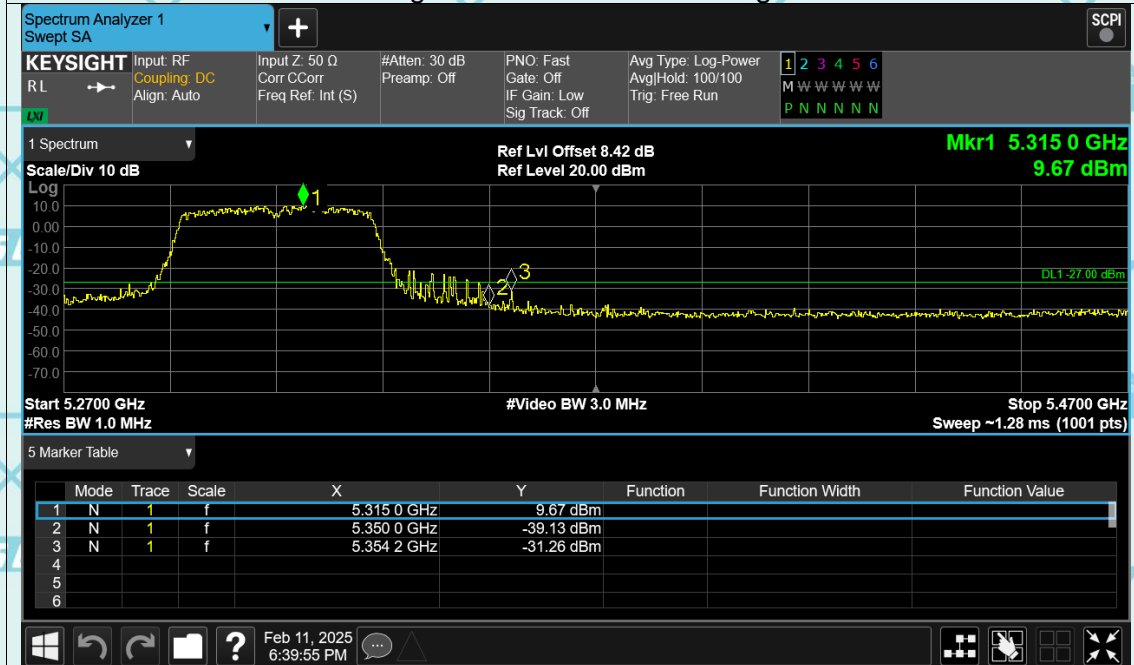 Spectrum Analyzer 1
Swept SA
+
SCPI
KEYSIGHT
RL
LXI
Input: RF
Coupling: DC
Align: Auto
Input Z: 50 Ω
Corr CCorr
Freq Ref: Int (S)
#Atten: 30 dB
Preamp: Off
PNO: Fast
Gate: Off
IF Gain: Low
Sig Track: Off
Avg Type: Log-Power
Avg|Hold: 100/100
Trig: Free Run
1 2 3 4 5 6
M W W W W W
P N N N N N
1 Spectrum
Scale/Div 10 dB
Log
Ref Lvl Offset 8.42 dB
Ref Level 20.00 dBm
Mkr1 5.315 0 GHz
9.67 dBm
10.0
0.00
-10.0
-20.0
-30.0
-40.0
-50.0
-60.0
-70.0
1
2
3
DL1 -27.00 dBm
Start 5.2700 GHz
#Res BW 1.0 MHz
#Video BW 3.0 MHz
Stop 5.4700 GHz
Sweep ~1.28 ms (1001 pts)
5 Marker Table
Mode Trace Scale X Y Function Function Width Function Value
1 N 1 f 5.315 0 GHz 9.67 dBm
2 N 1 f 5.350 0 GHz -39.13 dBm
3 N 1 f 5.354 2 GHz -31.26 dBm
4
5
6
?
Feb 11, 2025
6:39:55 PM